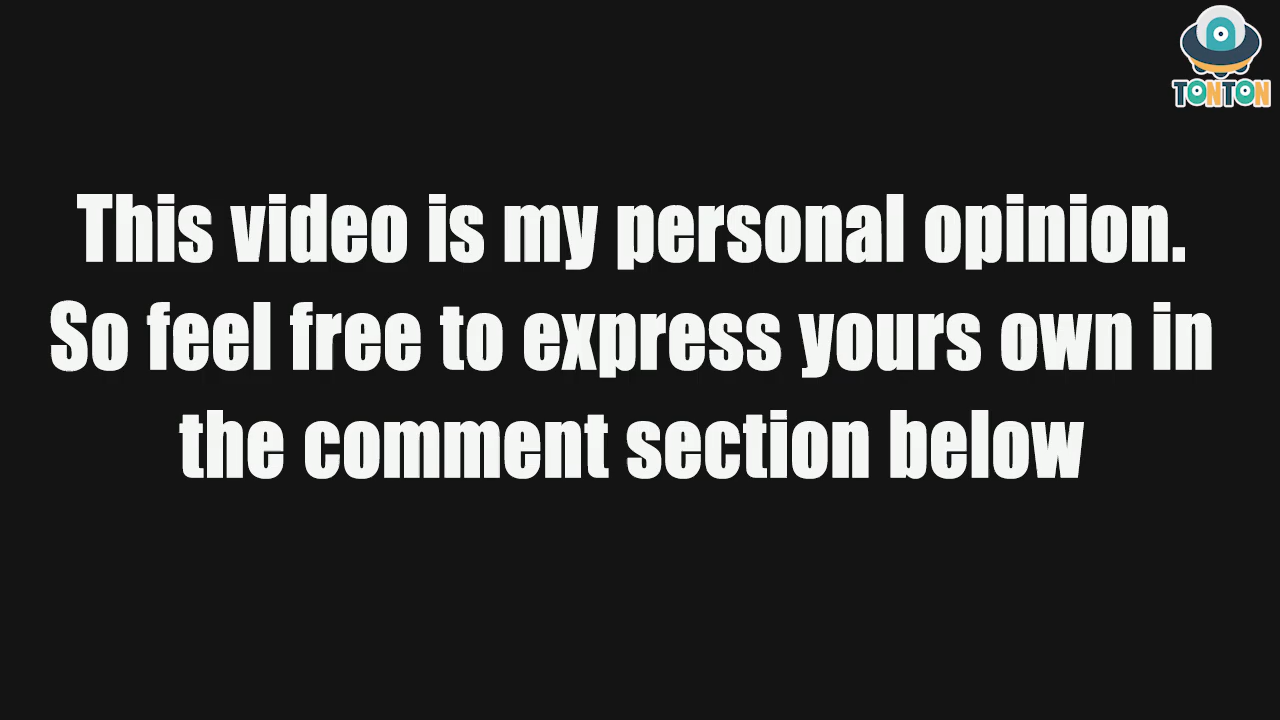 TONTON
This video is my personal opinion.
So feel free to express yours own in
the comment section below